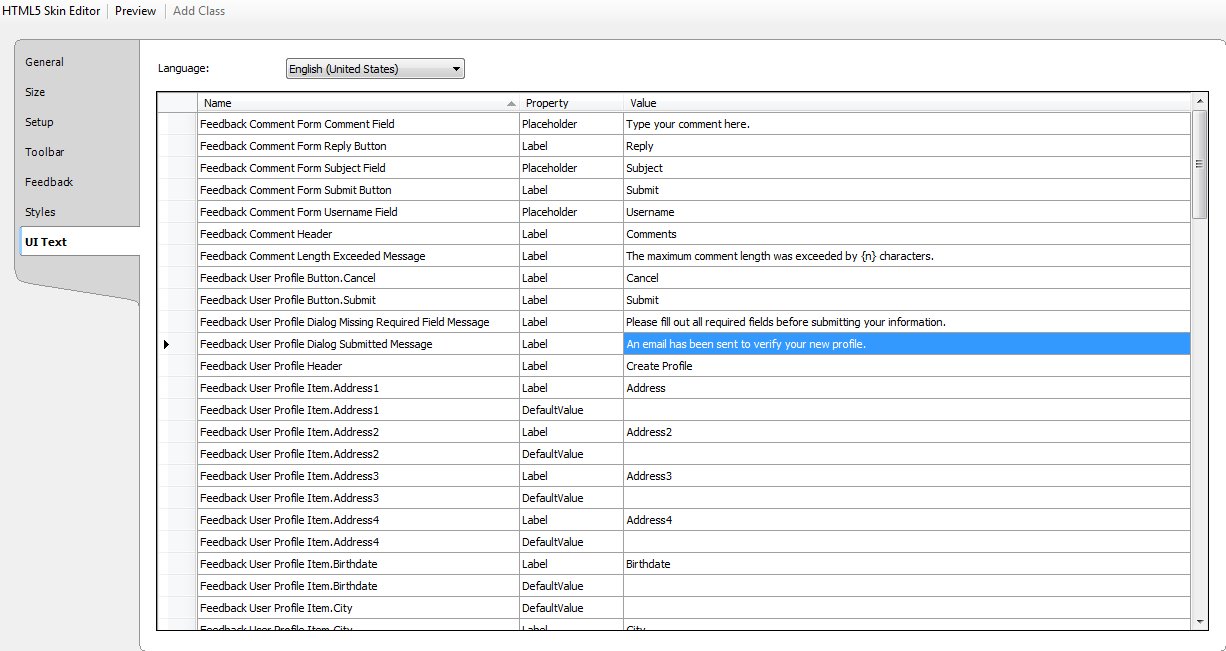 HTML5 Skin Editor Preview Add Class
General
Size
Setup
Toolbar
Feedback
Styles
UI Text
Language: English (United States)
Name Property Value
Feedback Comment Form Comment Field Placeholder Type your comment here.
Feedback Comment Form Reply Button Label Reply
Feedback Comment Form Subject Field Placeholder Subject
Feedback Comment Form Submit Button Label Submit
Feedback Comment Form Username Field Placeholder Username
Feedback Comment Header Label Comments
Feedback Comment Length Exceeded Message Label The maximum comment length was exceeded by {n} characters.
Feedback User Profile Button.Cancel Label Cancel
Feedback User Profile Button.Submit Label Submit
Feedback User Profile Dialog Missing Required Field Message Label Please fill out all required fields before submitting your information.
Feedback User Profile Dialog Submitted Message Label An email has been sent to verify your new profile.
Feedback User Profile Header Label Create Profile
Feedback User Profile Item.Address1 Label Address
Feedback User Profile Item.Address1 DefaultValue
Feedback User Profile Item.Address2 Label Address2
Feedback User Profile Item.Address2 DefaultValue
Feedback User Profile Item.Address3 Label Address3
Feedback User Profile Item.Address3 DefaultValue
Feedback User Profile Item.Address4 Label Address4
Feedback User Profile Item.Address4 DefaultValue
Feedback User Profile Item.Birthdate Label Birthdate
Feedback User Profile Item.Birthdate DefaultValue
Feedback User Profile Item.City DefaultValue
Feedback User Profile Item.City Label City